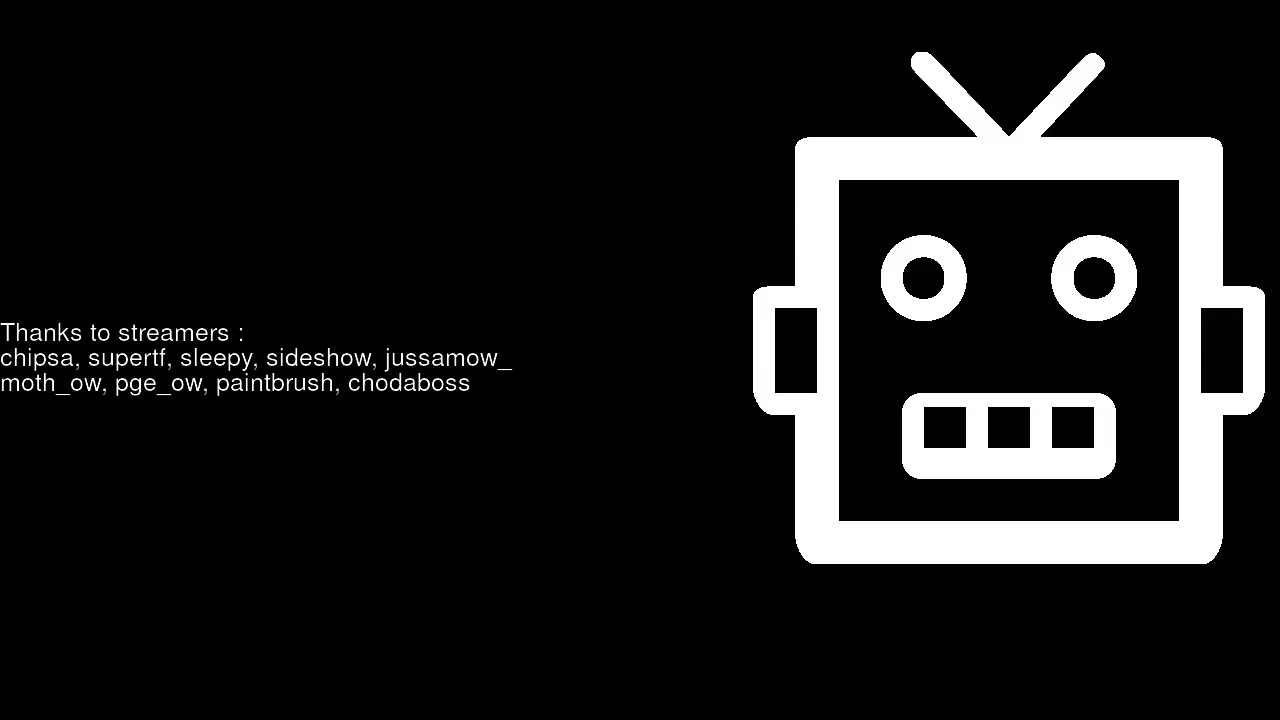 Thanks to streamers :
chipsa, supertf, sleepy, sideshow, jussamow_
moth_ow, pge_ow, paintbrush, chodaboss